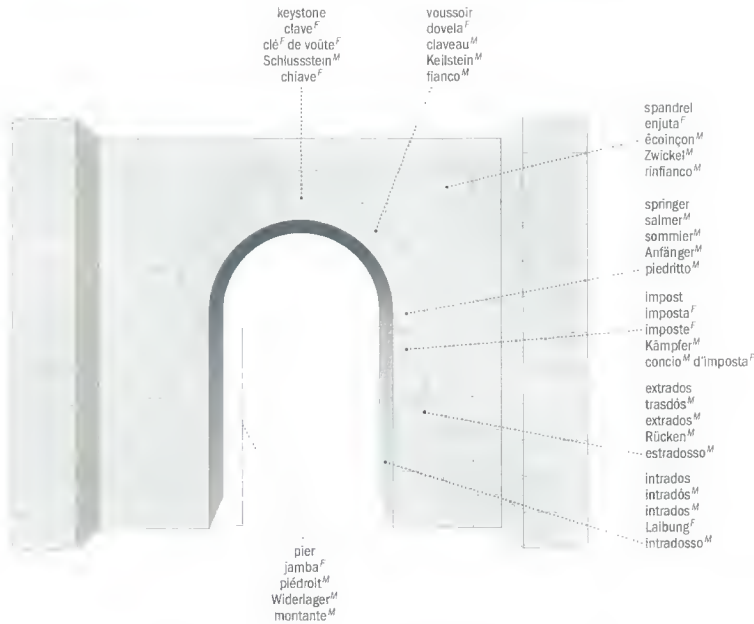 keystone
clave F
clé F de voûte F
Schlussstein M
chiave F
voussoir
dovela F
claveau M
Keilstein M
fianco M
spandrel
enjuta F
écoinçon M
Zwickel M
rinfianco M
springer
salmer M
sommier M
Anfänger M
piedritto M
impost
imposta F
imposte F
Kämpfer M
concio M d'imposta F
extrados
trasdós M
extrados M
Rücken M
estradosso M
intrados
intradós M
intrados M
Laibung F
intradosso M
pier
jamba F
piédroit M
Widerlager M
montante M